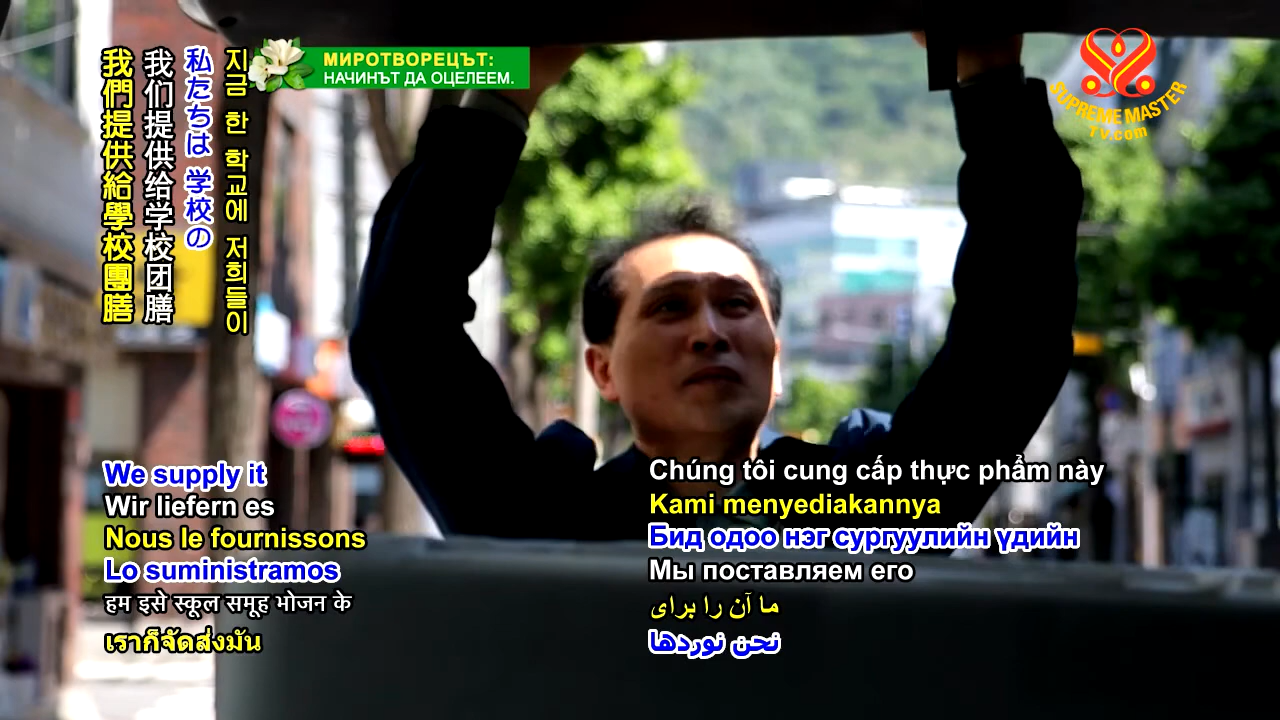 我們提供給學校團膳
我们提供给学校团膳
私たちは 学校の
지금 한 학교에 저희들이
МИРОТВОРЕЦЪТ:
НАЧИНЪТ ДА ОЦЕЛЕЕМ.
SUPREME MASTER
TV.com
We supply it
Wir liefern es
Nous le fournissons
Lo suministramos
हम इसे स्कूल समूह भोजन के
เราก็จัดส่งมัน
Chúng tôi cung cấp thực phẩm này
Kami menyediakannya
Бид одоо нэг сургуулийн үдийн
Мы поставляем его
ما آن را برای
نحن نوردها